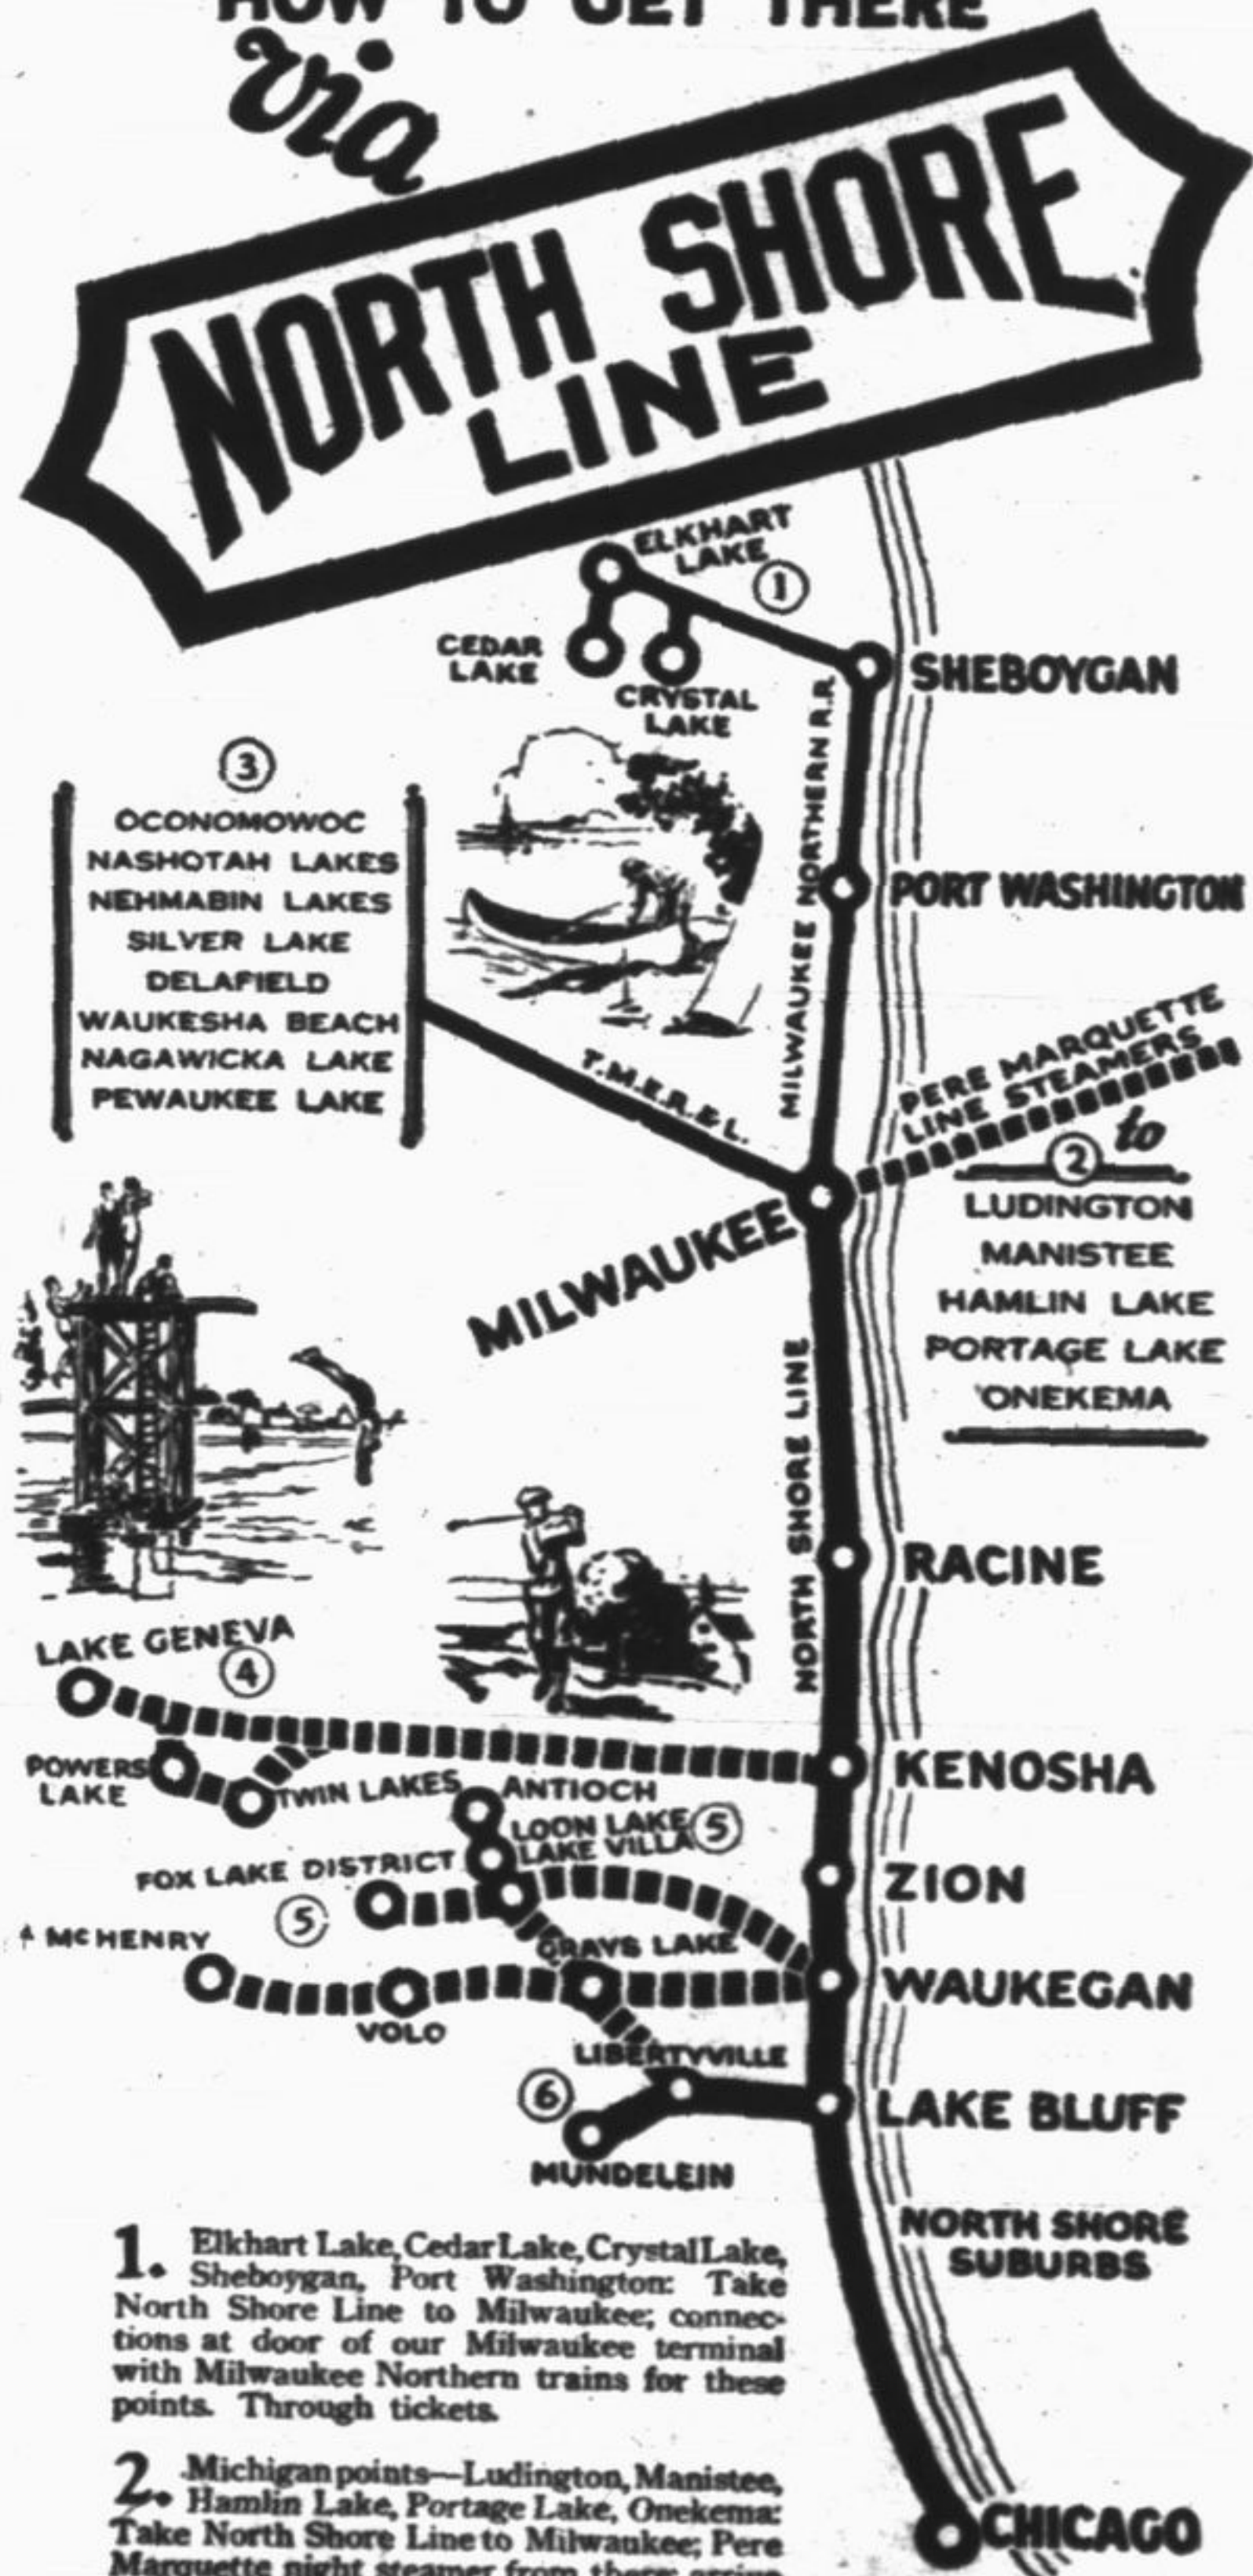 HOW TO GET THERE
via
NORTH SHORE
LINE
ELKHART
LAKE
1
CEDAR
LAKE
CRYSTAL
LAKE
SHEBOYGAN
MILWAUKEE NORTHERN R.R.
3
OCONOMOWOC
NASHOTAH LAKES
NEHMABIN LAKES
SILVER LAKE
DELAFIELD
WAUKESHA BEACH
NAGAWICKA LAKE
PEWAUKEE LAKE
PORT WASHINGTON
T.M.E.R.& L.
PERE MARQUETTE
LINE STEAMERS
to
2
LUDINGTON
MANISTEE
HAMLIN LAKE
PORTAGE LAKE
ONEKEMA
MILWAUKEE
NORTH SHORE LINE
RACINE
LAKE GENEVA
4
KENOSHA
POWERS
LAKE
TWIN LAKES
ANTIOCH
LOON LAKE
LAKE VILLA
5
FOX LAKE DISTRICT
5
ZION
McHENRY
GRAYS LAKE
WAUKEGAN
VOLO
LIBERTYVILLE
6
LAKE BLUFF
MUNDELEIN
NORTH SHORE
SUBURBS
1. Elkhart Lake, Cedar Lake, Crystal Lake,
Sheboygan, Port Washington: Take
North Shore Line to Milwaukee; connec-
tions at door of our Milwaukee terminal
with Milwaukee Northern trains for these
points. Through tickets.
2. Michigan points—Ludington, Manistee,
Hamlin Lake, Portage Lake, Onekema:
Take North Shore Line to Milwaukee; Pere
Marquette night steamer from there; arrive
CHICAGO